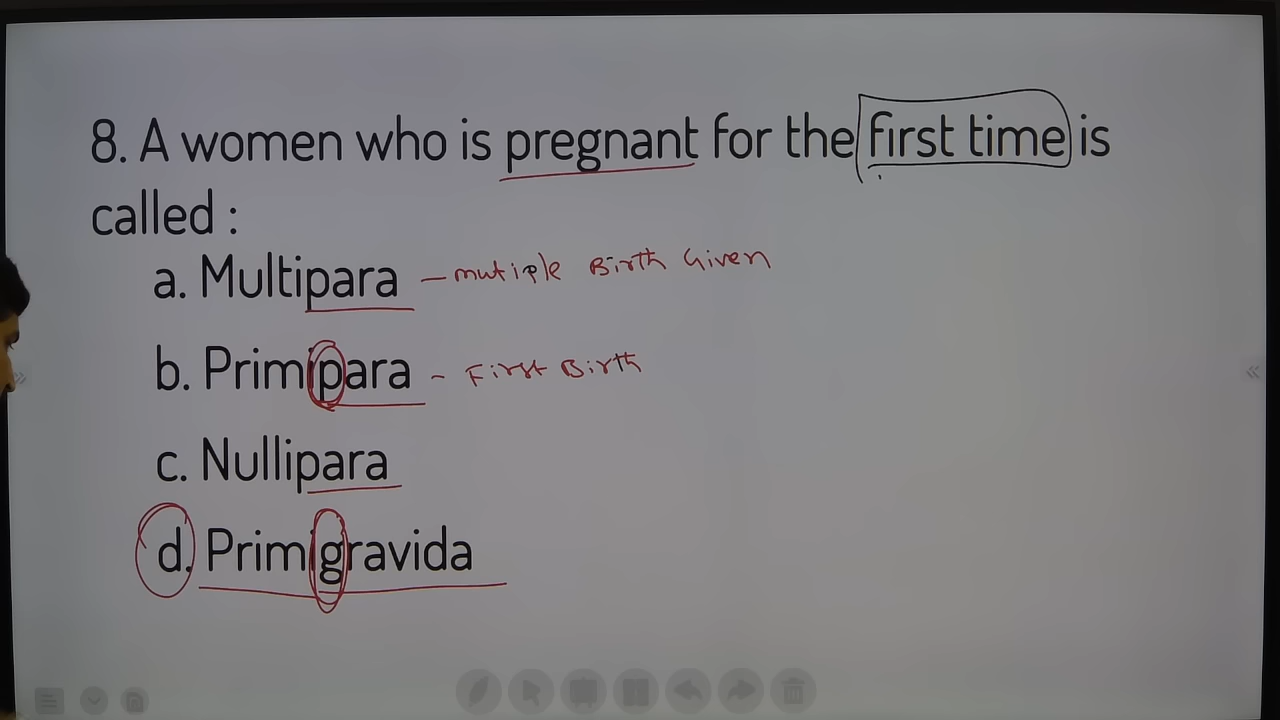 8. A women who is pregnant for the first time is
called :
a. Multipara - mutiple Birth Given
b. Primipara - First Birth
c. Nullipara
d. Primigravida